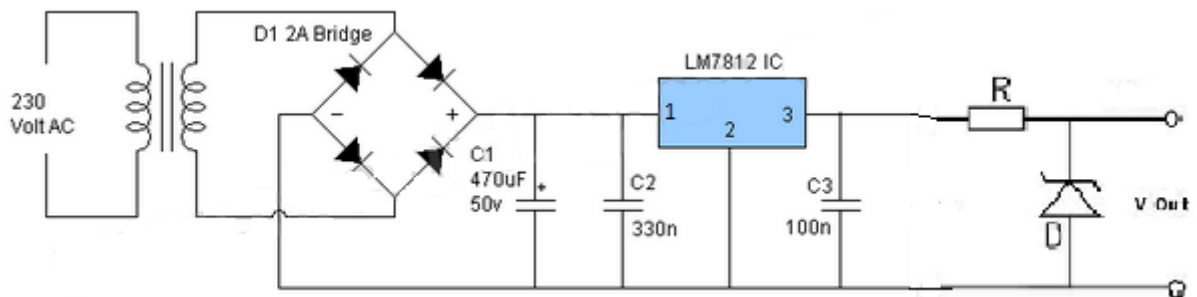 D1 2A Bridge
LM7812 IC
R
230
Volt AC
-
+
1
2
3
C1
470uF
50v
+
C2
330n
C3
100n
D
V Out